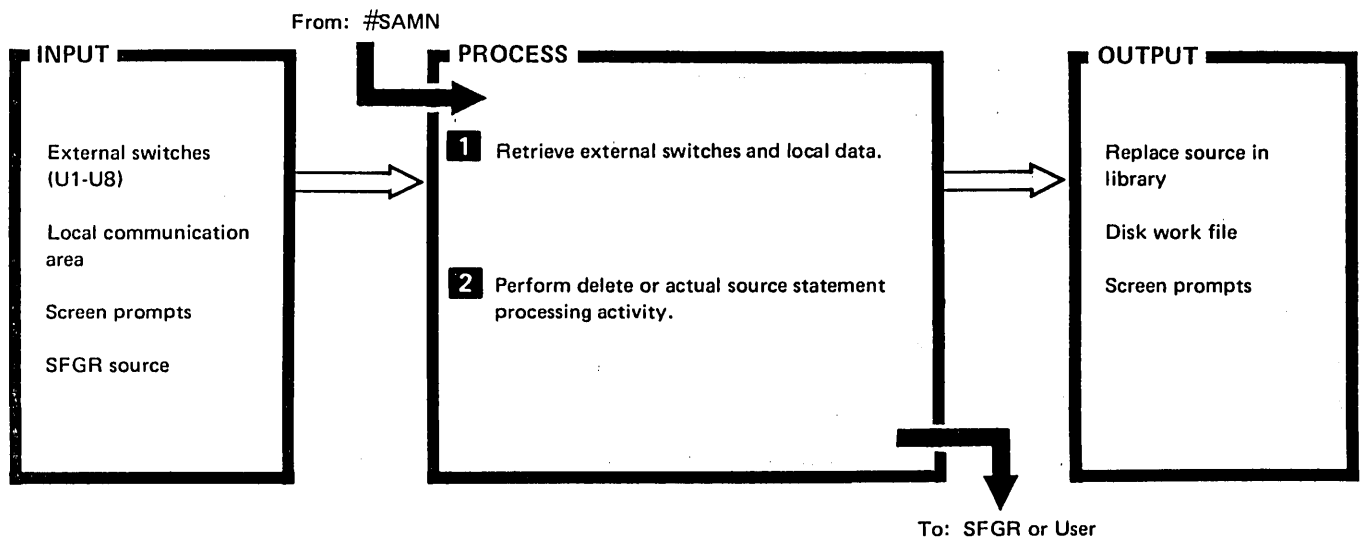 From: #SAMN
INPUT
External switches
(U1-U8)
Local communication
area
Screen prompts
SFGR source
PROCESS
1 Retrieve external switches and local data.
2 Perform delete or actual source statement
processing activity.
OUTPUT
Replace source in
library
Disk work file
Screen prompts
To: SFGR or User